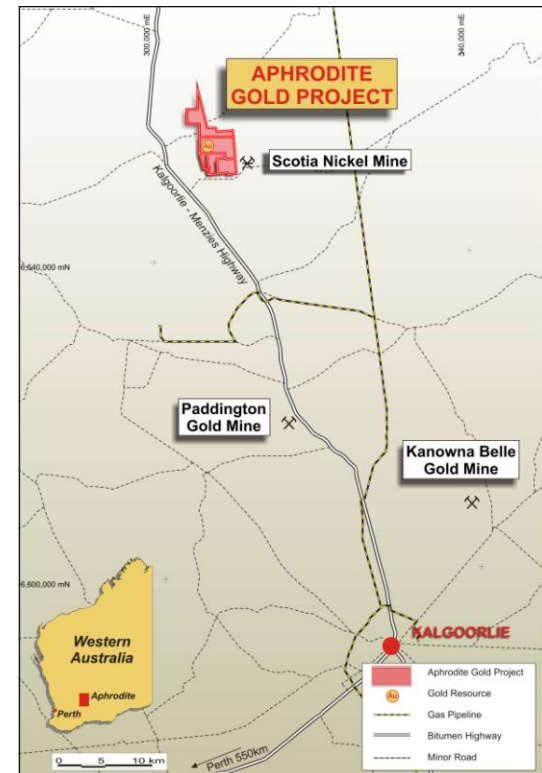 300,000 mE
340,000 mE
APHRODITE
GOLD PROJECT
Au
Scotia Nickel Mine
Kalgoorlie - Menzies Highway
6,640,000 mN
Paddington
Gold Mine
Kanowna Belle
Gold Mine
6,600,000 mN
KALGOORLIE
Western
Australia
Aphrodite
Perth
0 5 10 km
Perth 550km
Aphrodite Gold Project
Au Gold Resource
Gas Pipeline
Bitumen Highway
Minor Road